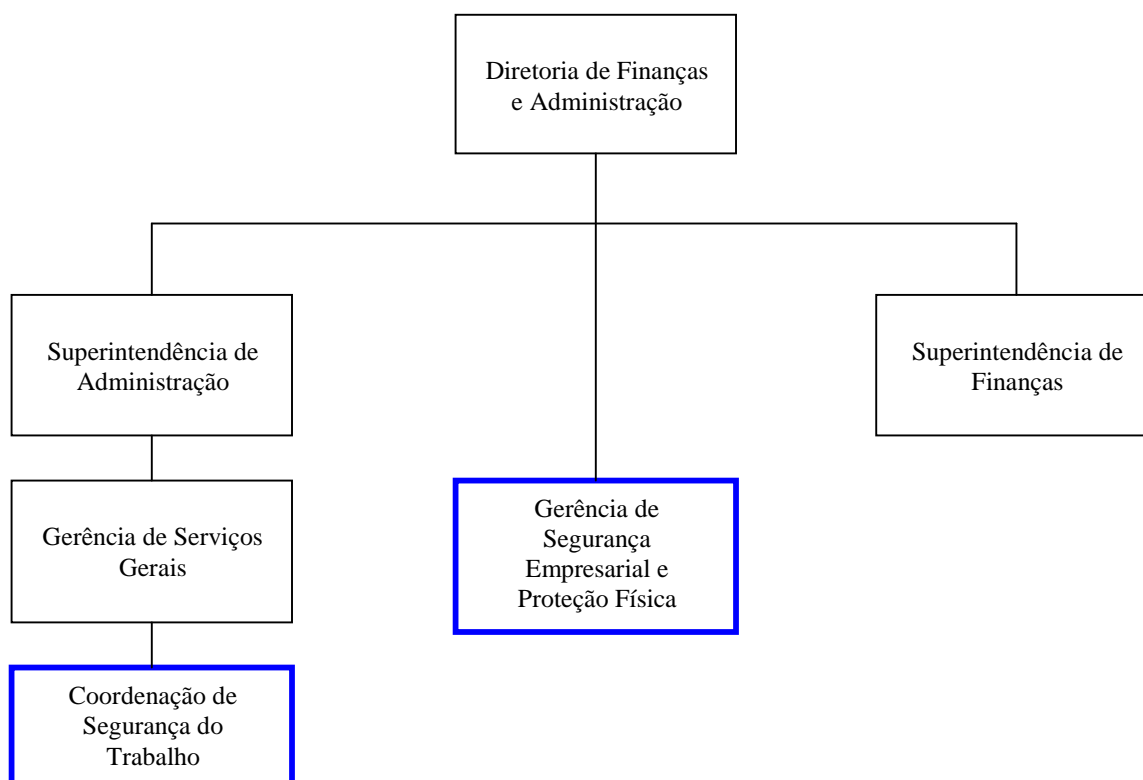 Diretoria de Finanças
e Administração
Superintendência de
Administração
Superintendência de
Finanças
Gerência de Serviços
Gerais
Gerência de
Segurança
Empresarial e
Proteção Física
Coordenação de
Segurança do
Trabalho